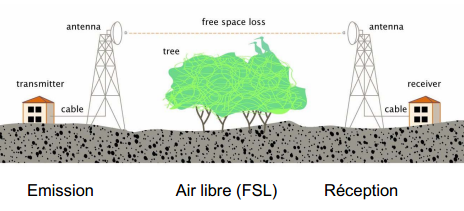 free space loss
antenna
antenna
tree
transmitter
receiver
cable
cable
Emission
Air libre (FSL)
Réception